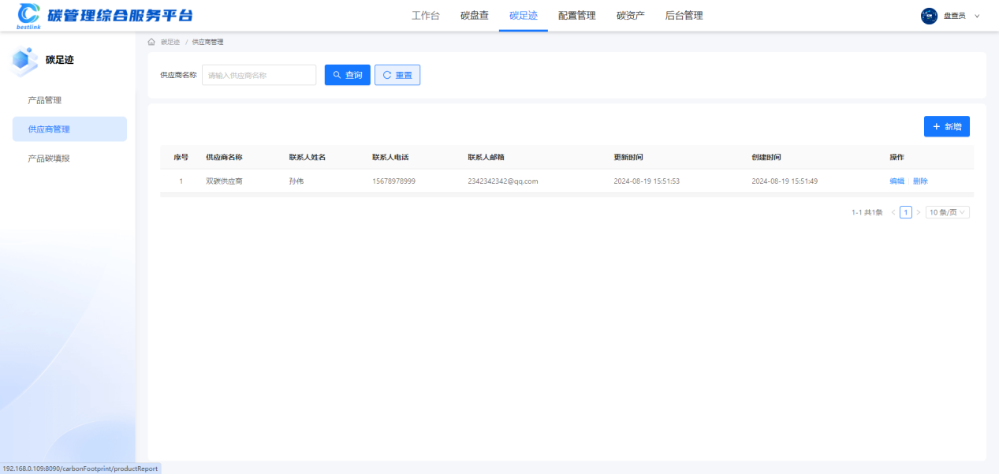 碳管理综合服务平台
bestlink
工作台 碳盘查 碳足迹 配置管理 碳资产 后台管理
盘查员
碳足迹
产品管理
供应商管理
产品碳填报
碳足迹 / 供应商管理
供应商名称 请输入供应商名称 查询 重置
新增
序号 供应商名称 联系人姓名 联系人电话 联系人邮箱 更新时间 创建时间 操作
1 双碳供应商 孙伟 15678978999 2342342342@qq.com 2024-08-19 15:51:53 2024-08-19 15:51:49 编辑 删除
1-1 共1条 < 1 > 10 条/页
192.168.0.109:8090/carbonFootprint/productReport